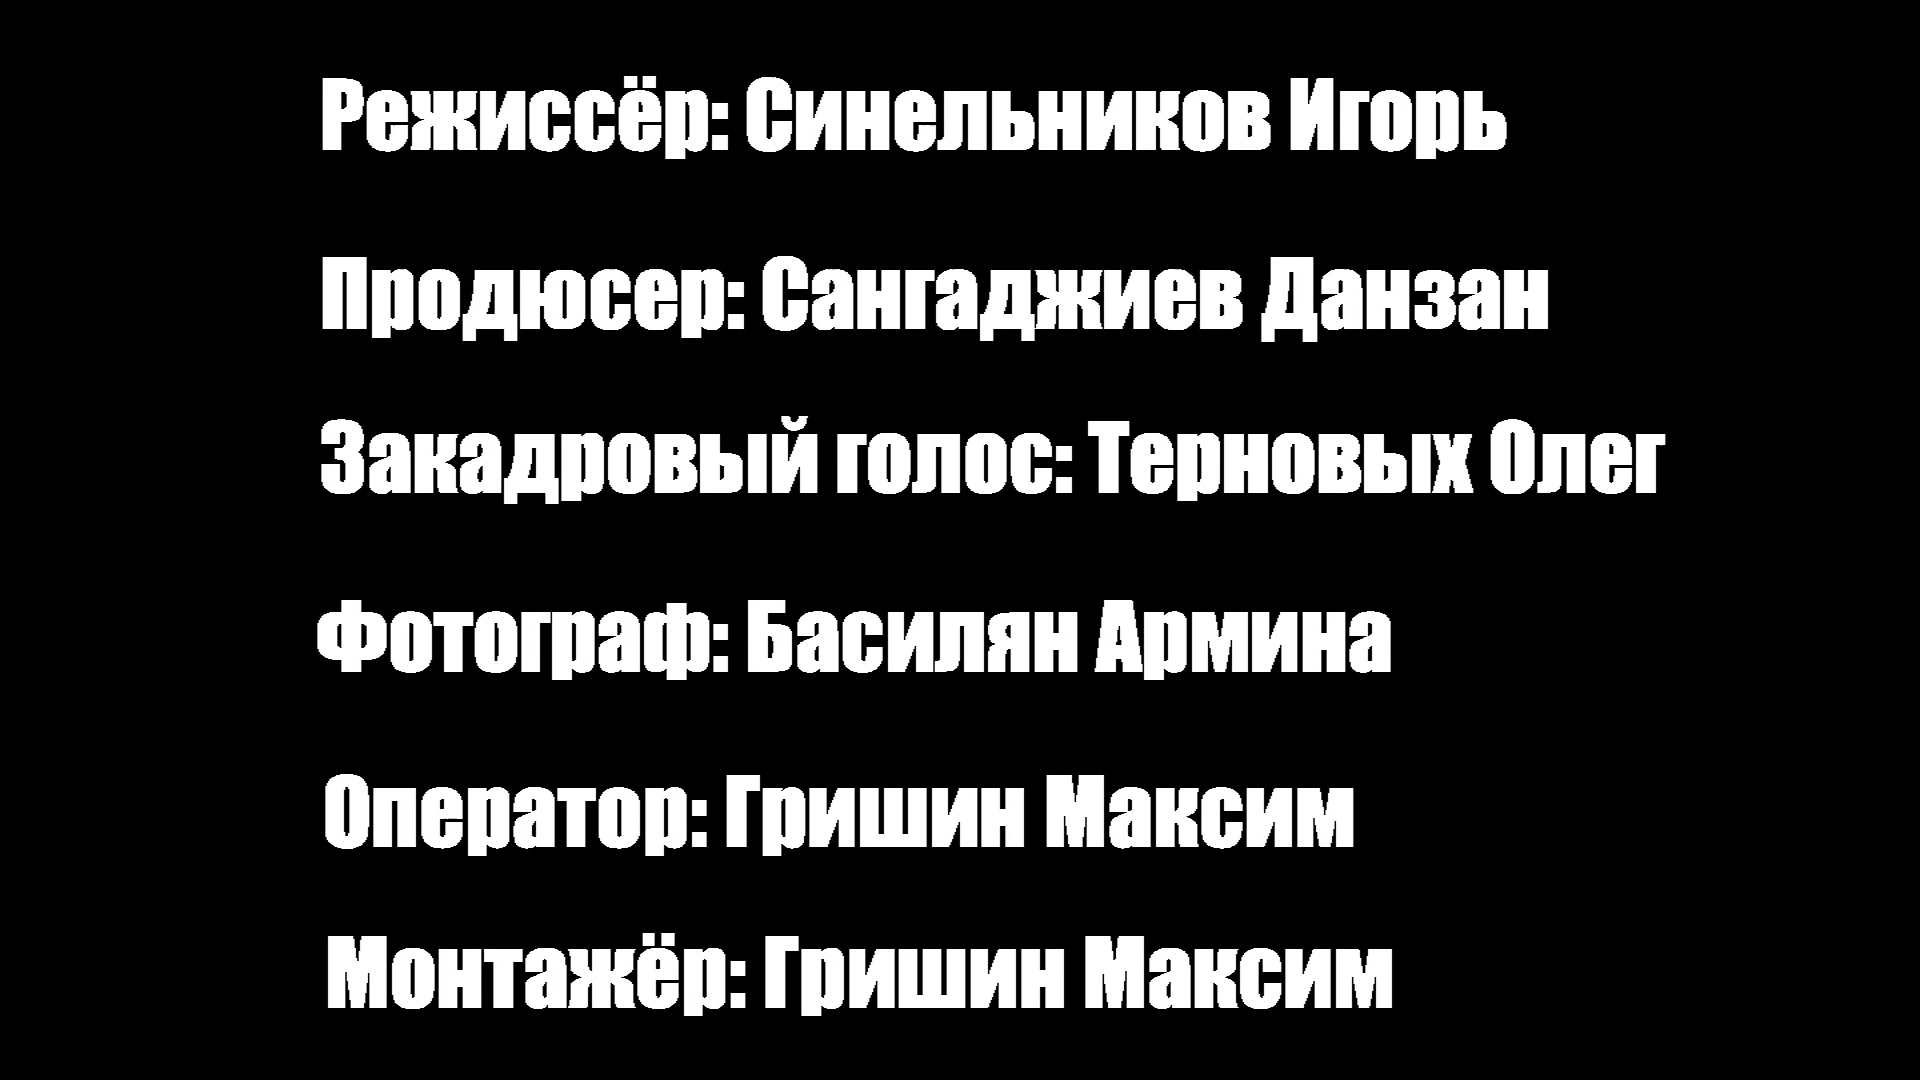 Режиссёр: Синельников Игорь
Продюсер: Сангаджиев Данзан
Закадровый голос: Терновых Олег
Фотограф: Басилян Армина
Оператор: Гришин Максим
Монтажёр: Гришин Максим